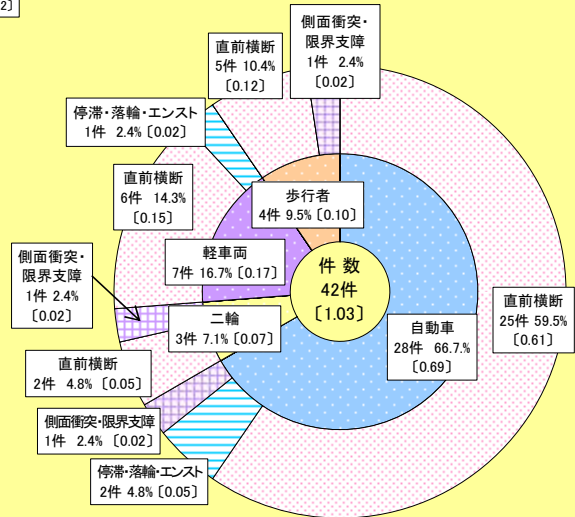 2〕
側面衝突・
限界支障
1件 2.4%
〔0.02〕
直前横断
5件 10.4%
〔0.12〕
停滞・落輪・エンスト
1件 2.4%〔0.02〕
直前横断
6件 14.3%
〔0.15〕
歩行者
4件 9.5%〔0.10〕
軽車両
7件 16.7%〔0.17〕
件 数
42件
〔1.03〕
側面衝突・
限界支障
1件 2.4%
〔0.02〕
二輪
3件 7.1%〔0.07〕
自動車
28件 66.7%
〔0.69〕
直前横断
25件 59.5%
〔0.61〕
直前横断
2件 4.8%〔0.05〕
側面衝突・限界支障
1件 2.4%〔0.02〕
停滞・落輪・エンスト
2件 4.8%〔0.05〕